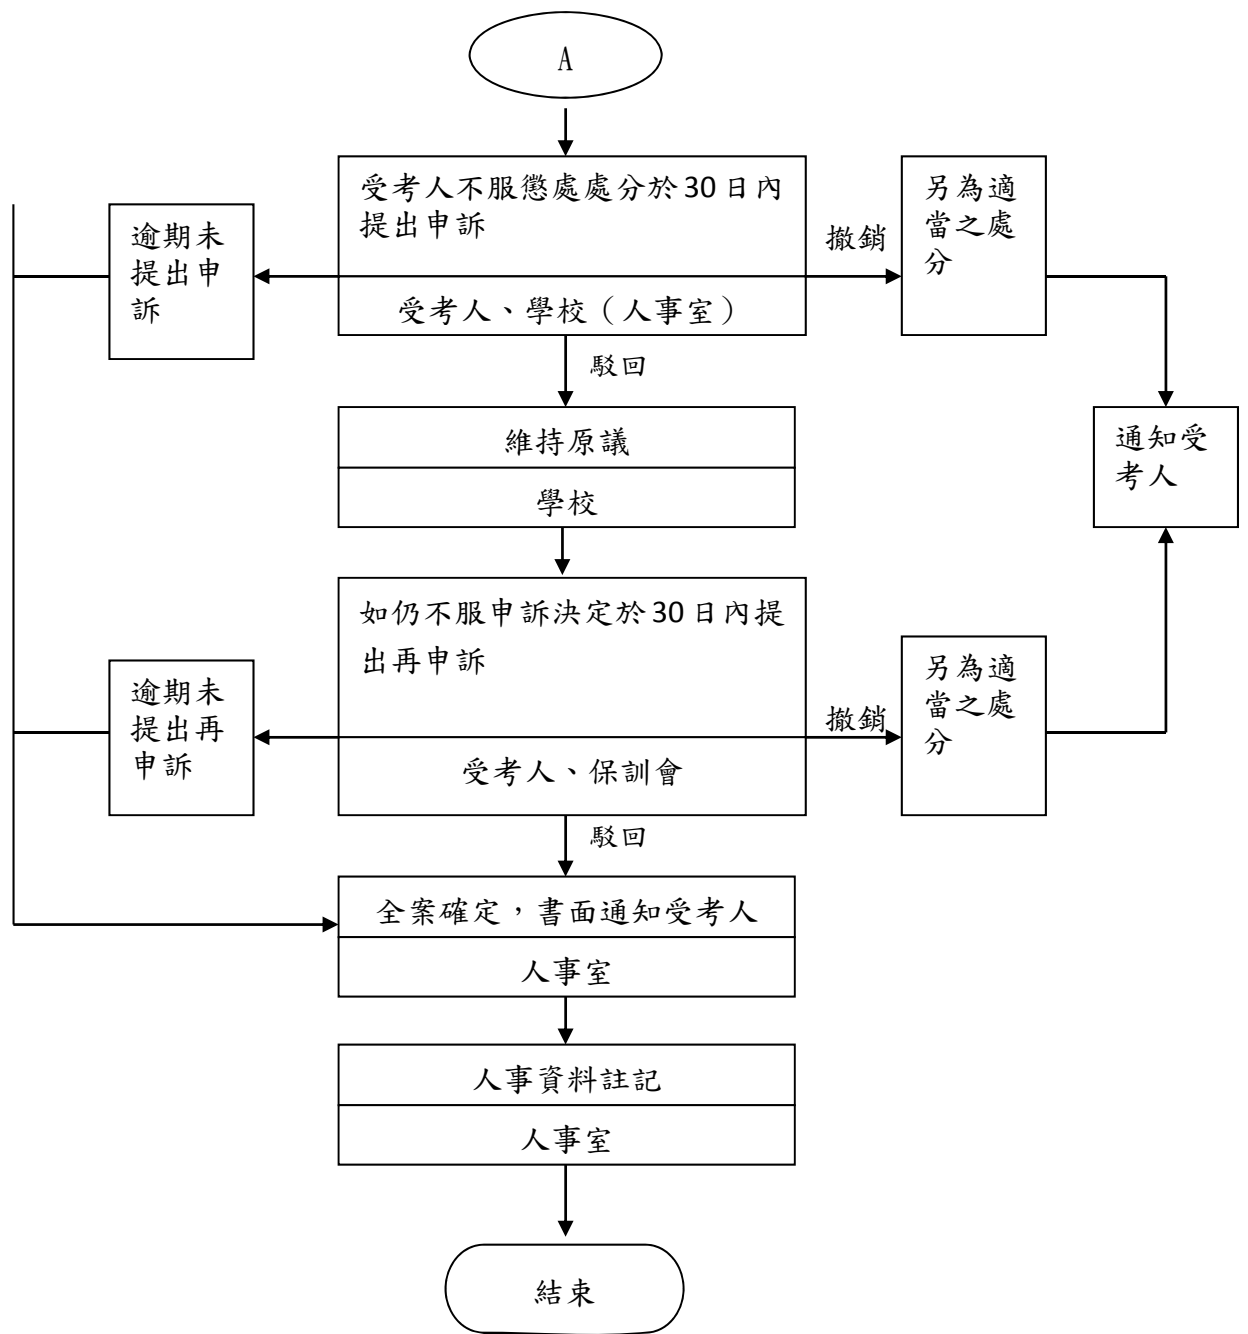 A
受考人不服懲處處分於30日內
提出申訴
受考人、學校（人事室）
逾期未
提出申
訴
撤銷
另為適
當之處
分
駁回
維持原議
學校
通知受
考人
如仍不服申訴決定於30日內提
出再申訴
受考人、保訓會
逾期未
提出再
申訴
撤銷
另為適
當之處
分
駁回
全案確定，書面通知受考人
人事室
人事資料註記
人事室
結束